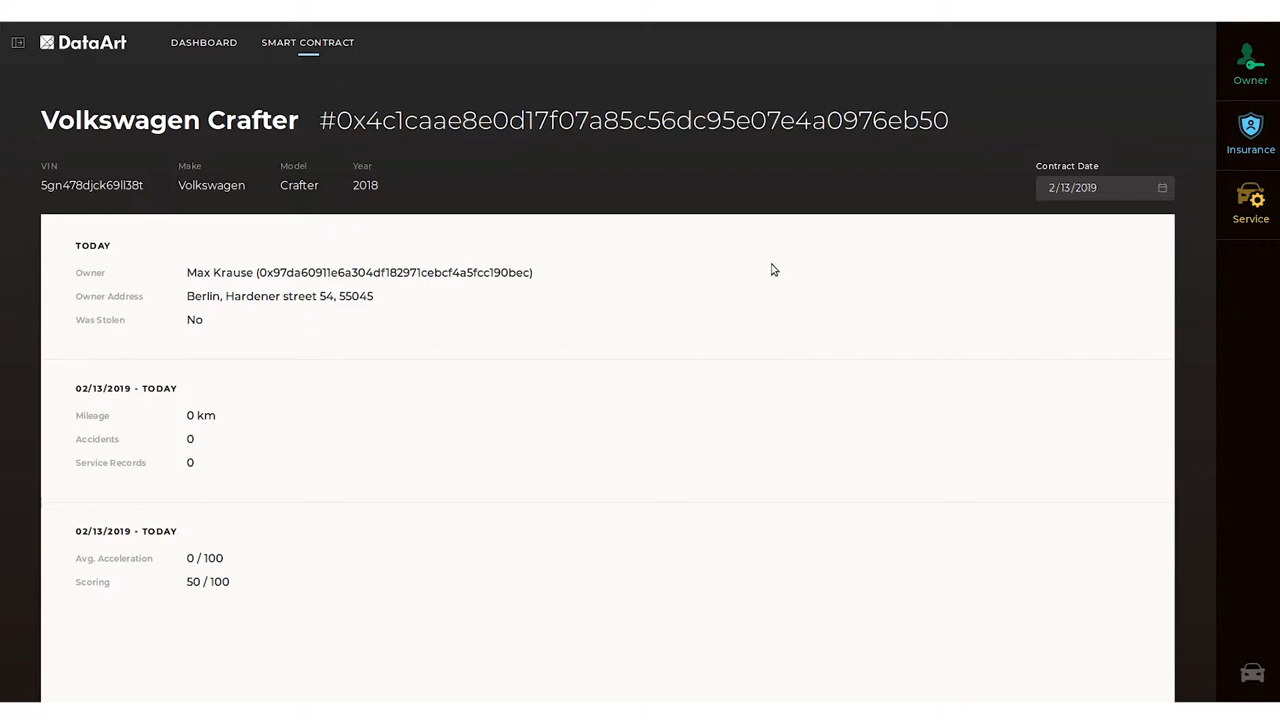 DataArt DASHBOARD SMART CONTRACT
Owner
Volkswagen Crafter #0x4c1caae8e0d17f07a85c56dc95e07e4a0976eb50
Insurance
VIN Make Model Year Contract Date
5gn478djck69ll38t Volkswagen Crafter 2018 2/13/2019
Service
TODAY
Owner Max Krause (0x97da60911e6a304df182971cebcf4a5fcc190bec)
Owner Address Berlin, Hardener street 54, 55045
Was Stolen No
02/13/2019 - TODAY
Mileage 0 km
Accidents 0
Service Records 0
02/13/2019 - TODAY
Avg. Acceleration 0 / 100
Scoring 50 / 100